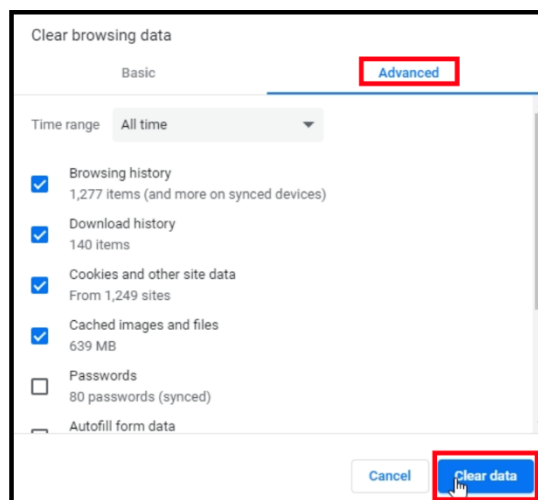 Clear browsing data
Basic Advanced
Time range All time
Browsing history
1,277 items (and more on synced devices)
Download history
140 items
Cookies and other site data
From 1,249 sites
Cached images and files
639 MB
Passwords
80 passwords (synced)
Autofill form data
Cancel Clear data